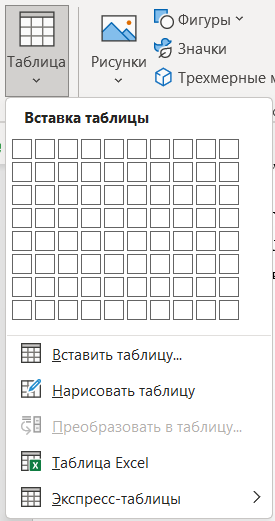 Таблица
Рисунки
Фигуры
Значки
Трехмерные
Вставка таблицы
Вставить таблицу...
Нарисовать таблицу
Преобразовать в таблицу...
Таблица Excel
Экспресс-таблицы